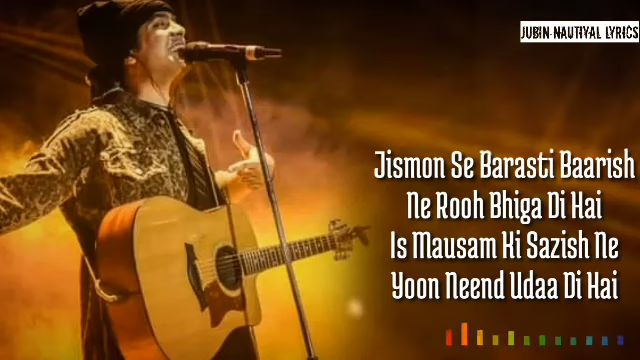 JUBIN NAUTIYAL LYRICS
Jismon Se Barasti Baarish
Ne Rooh Bhiga Di Hai
Is Mausam Ki Sazish Ne
Yoon Neend Udaa Di Hai